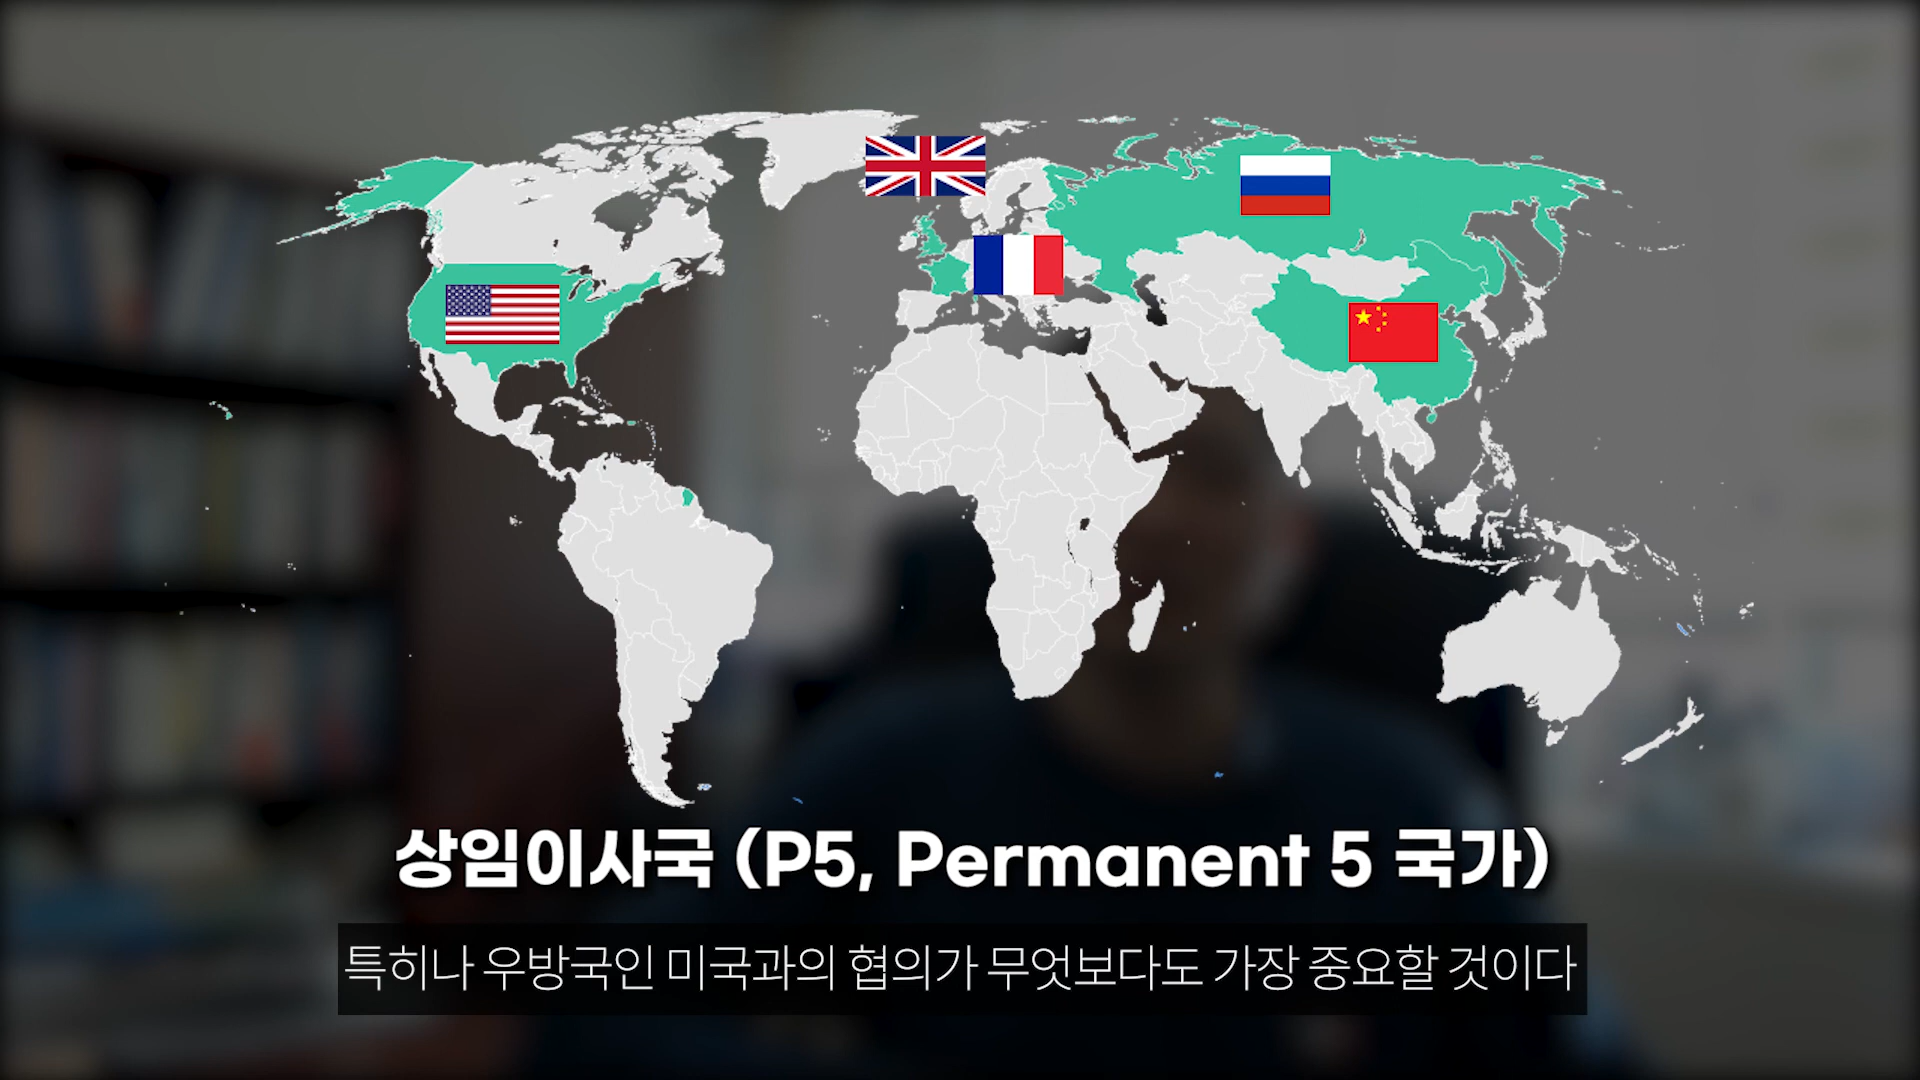 상임이사국 (P5, Permanent 5 국가)
특히나 우방국인 미국과의 협의가 무엇보다도 가장 중요할 것이다